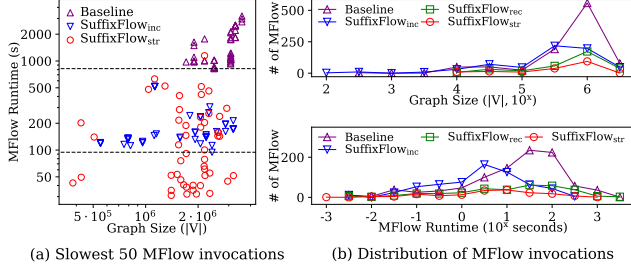 MFlow Runtime (s)
Baseline
SuffixFlow_inc
SuffixFlow_str
2000
1000
500
200
100
50
5 · 10^5
10^6
2 · 10^6
Graph Size (|V|)
(a) Slowest 50 MFlow invocations
# of MFlow
500
250
0
Baseline
SuffixFlow_inc
SuffixFlow_rec
SuffixFlow_str
2 3 4 5 6
Graph Size (|V|, 10^x)
# of MFlow
200
0
Baseline
SuffixFlow_inc
SuffixFlow_rec
SuffixFlow_str
-3 -2 -1 0 1 2 3
MFlow Runtime (10^x seconds)
(b) Distribution of MFlow invocations